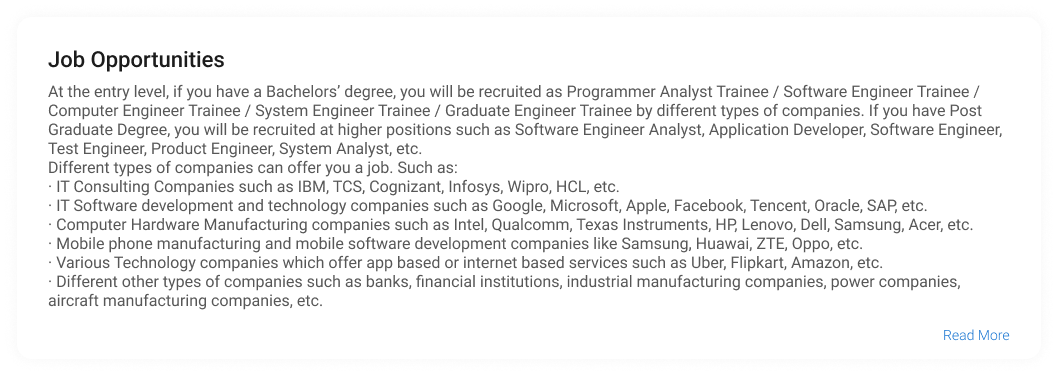 Job Opportunities
At the entry level, if you have a Bachelors’ degree, you will be recruited as Programmer Analyst Trainee / Software Engineer Trainee /
Computer Engineer Trainee / System Engineer Trainee / Graduate Engineer Trainee by different types of companies. If you have Post
Graduate Degree, you will be recruited at higher positions such as Software Engineer Analyst, Application Developer, Software Engineer,
Test Engineer, Product Engineer, System Analyst, etc.
Different types of companies can offer you a job. Such as:
· IT Consulting Companies such as IBM, TCS, Cognizant, Infosys, Wipro, HCL, etc.
· IT Software development and technology companies such as Google, Microsoft, Apple, Facebook, Tencent, Oracle, SAP, etc.
· Computer Hardware Manufacturing companies such as Intel, Qualcomm, Texas Instruments, HP, Lenovo, Dell, Samsung, Acer, etc.
· Mobile phone manufacturing and mobile software development companies like Samsung, Huawai, ZTE, Oppo, etc.
· Various Technology companies which offer app based or internet based services such as Uber, Flipkart, Amazon, etc.
· Different other types of companies such as banks, financial institutions, industrial manufacturing companies, power companies,
aircraft manufacturing companies, etc.
Read More